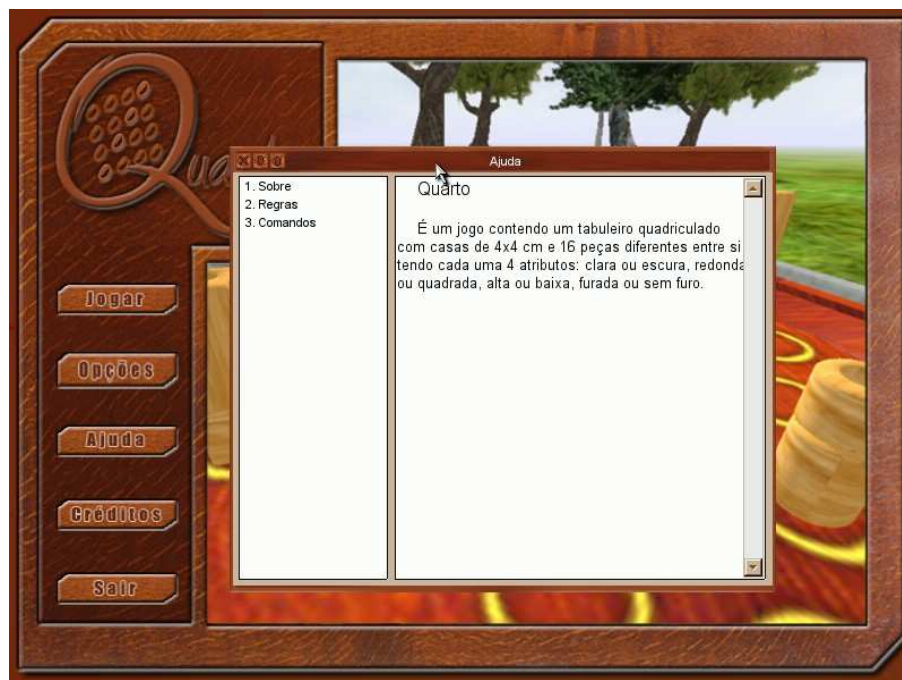 Quarto
Ajuda
1. Sobre
2. Regras
3. Comandos
Quarto
É um jogo contendo um tabuleiro quadriculado
com casas de 4x4 cm e 16 peças diferentes entre si
tendo cada uma 4 atributos: clara ou escura, redonda
ou quadrada, alta ou baixa, furada ou sem furo.
Jogar
Opções
Ajuda
Créditos
Sair